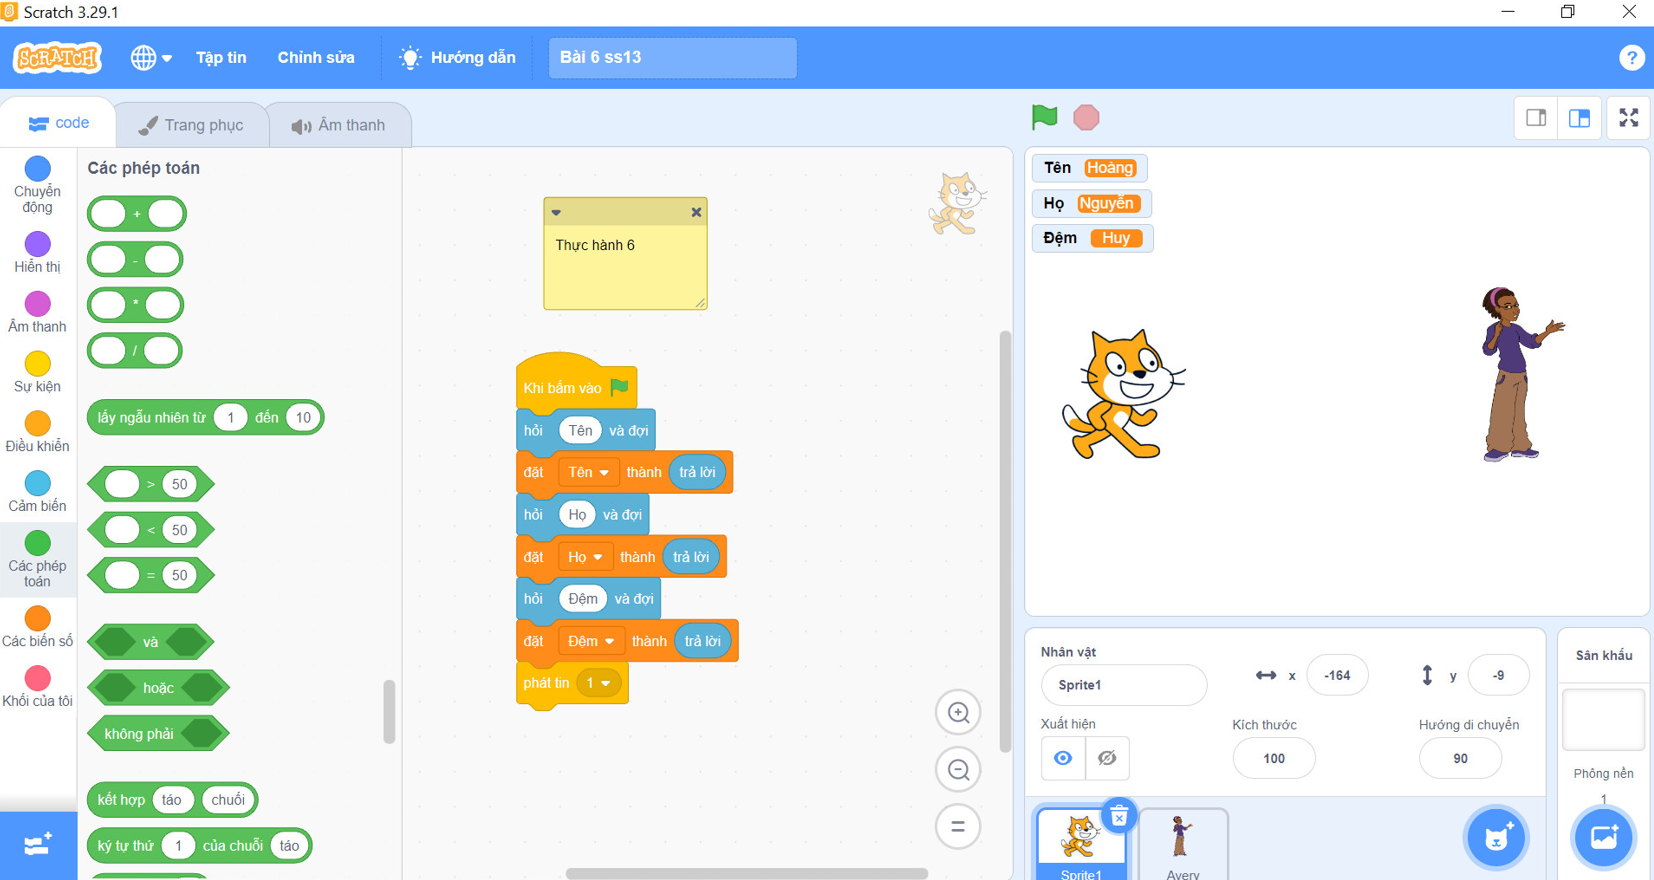 Scratch 3.29.1
SCRATCH
Tập tin
Chỉnh sửa
Hướng dẫn
Bài 6 ss13
?
code
Trang phục
Âm thanh
Chuyển động
Hiển thị
Âm thanh
Sự kiện
Điều khiển
Cảm biến
Các phép toán
Các biến số
Khối của tôi
Các phép toán
+
-
*
/
lấy ngẫu nhiên từ 1 đến 10
> 50
< 50
= 50
và
hoặc
không phải
kết hợp táo chuối
ký tự thứ 1 của chuỗi táo
Thực hành 6
Khi bấm vào
hỏi Tên và đợi
đặt Tên thành trả lời
hỏi Họ và đợi
đặt Họ thành trả lời
hỏi Đệm và đợi
đặt Đệm thành trả lời
phát tin 1
Tên Hoàng
Họ Nguyễn
Đệm Huy
Nhân vật
Sprite1
x -164
y -9
Xuất hiện
Kích thước
100
Hướng di chuyển
90
Sprite1
Avery
Sân khấu
Phông nền
1